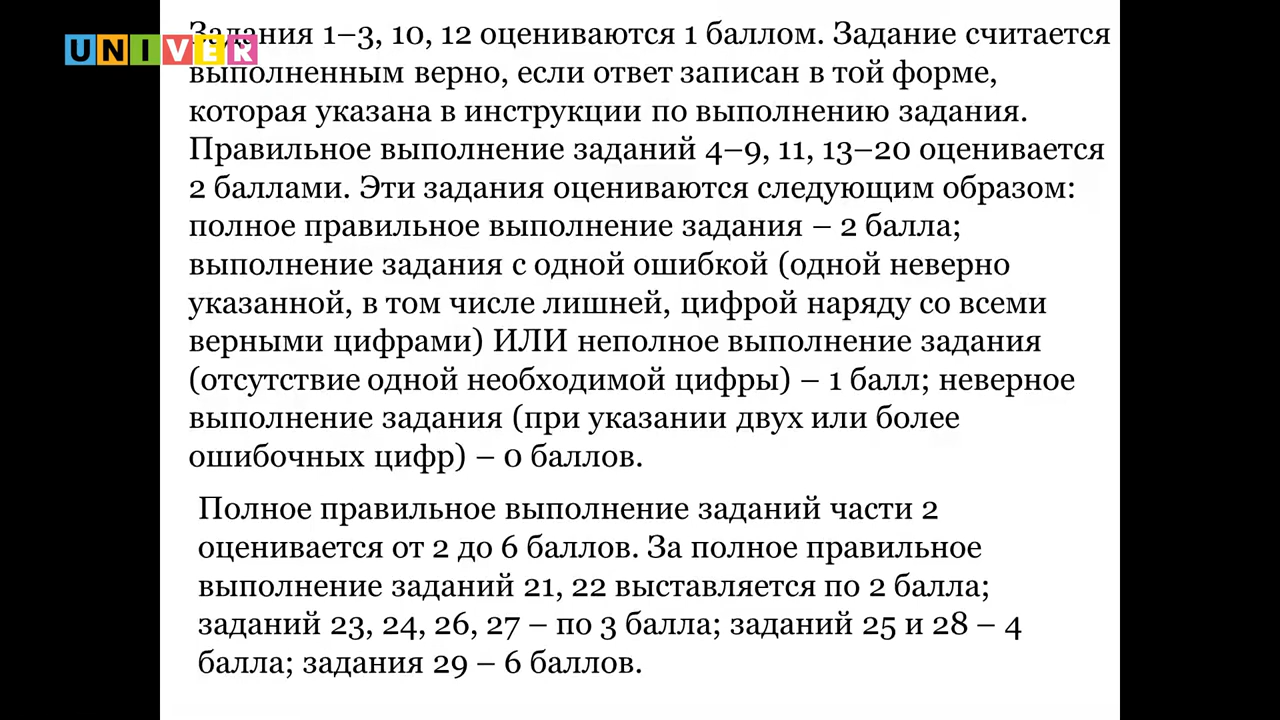 UNIVER
Задания 1–3, 10, 12 оцениваются 1 баллом. Задание считается
выполненным верно, если ответ записан в той форме,
которая указана в инструкции по выполнению задания.
Правильное выполнение заданий 4–9, 11, 13–20 оценивается
2 баллами. Эти задания оцениваются следующим образом:
полное правильное выполнение задания – 2 балла;
выполнение задания с одной ошибкой (одной неверно
указанной, в том числе лишней, цифрой наряду со всеми
верными цифрами) ИЛИ неполное выполнение задания
(отсутствие одной необходимой цифры) – 1 балл; неверное
выполнение задания (при указании двух или более
ошибочных цифр) – 0 баллов.
Полное правильное выполнение заданий части 2
оценивается от 2 до 6 баллов. За полное правильное
выполнение заданий 21, 22 выставляется по 2 балла;
заданий 23, 24, 26, 27 – по 3 балла; заданий 25 и 28 – 4
балла; задания 29 – 6 баллов.